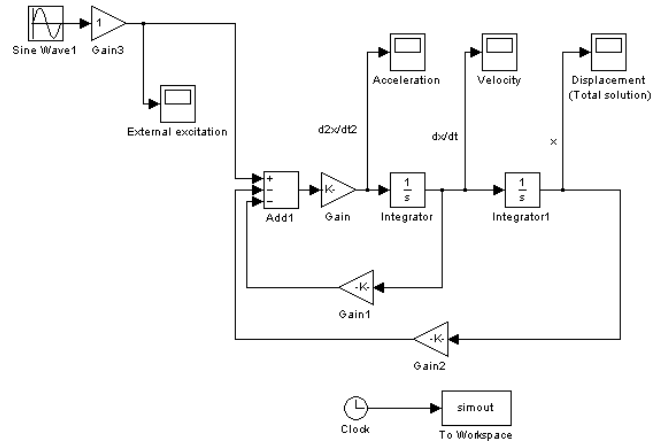 1
Sine Wave1
Gain3
External excitation
Acceleration
Velocity
Displacement
(Total solution)
d2x/dt2
dx/dt
x
+
−
−
Add1
K-
Gain
1
s
Integrator
1
s
Integrator1
-K-
Gain1
-K-
Gain2
Clock
simout
To Workspace